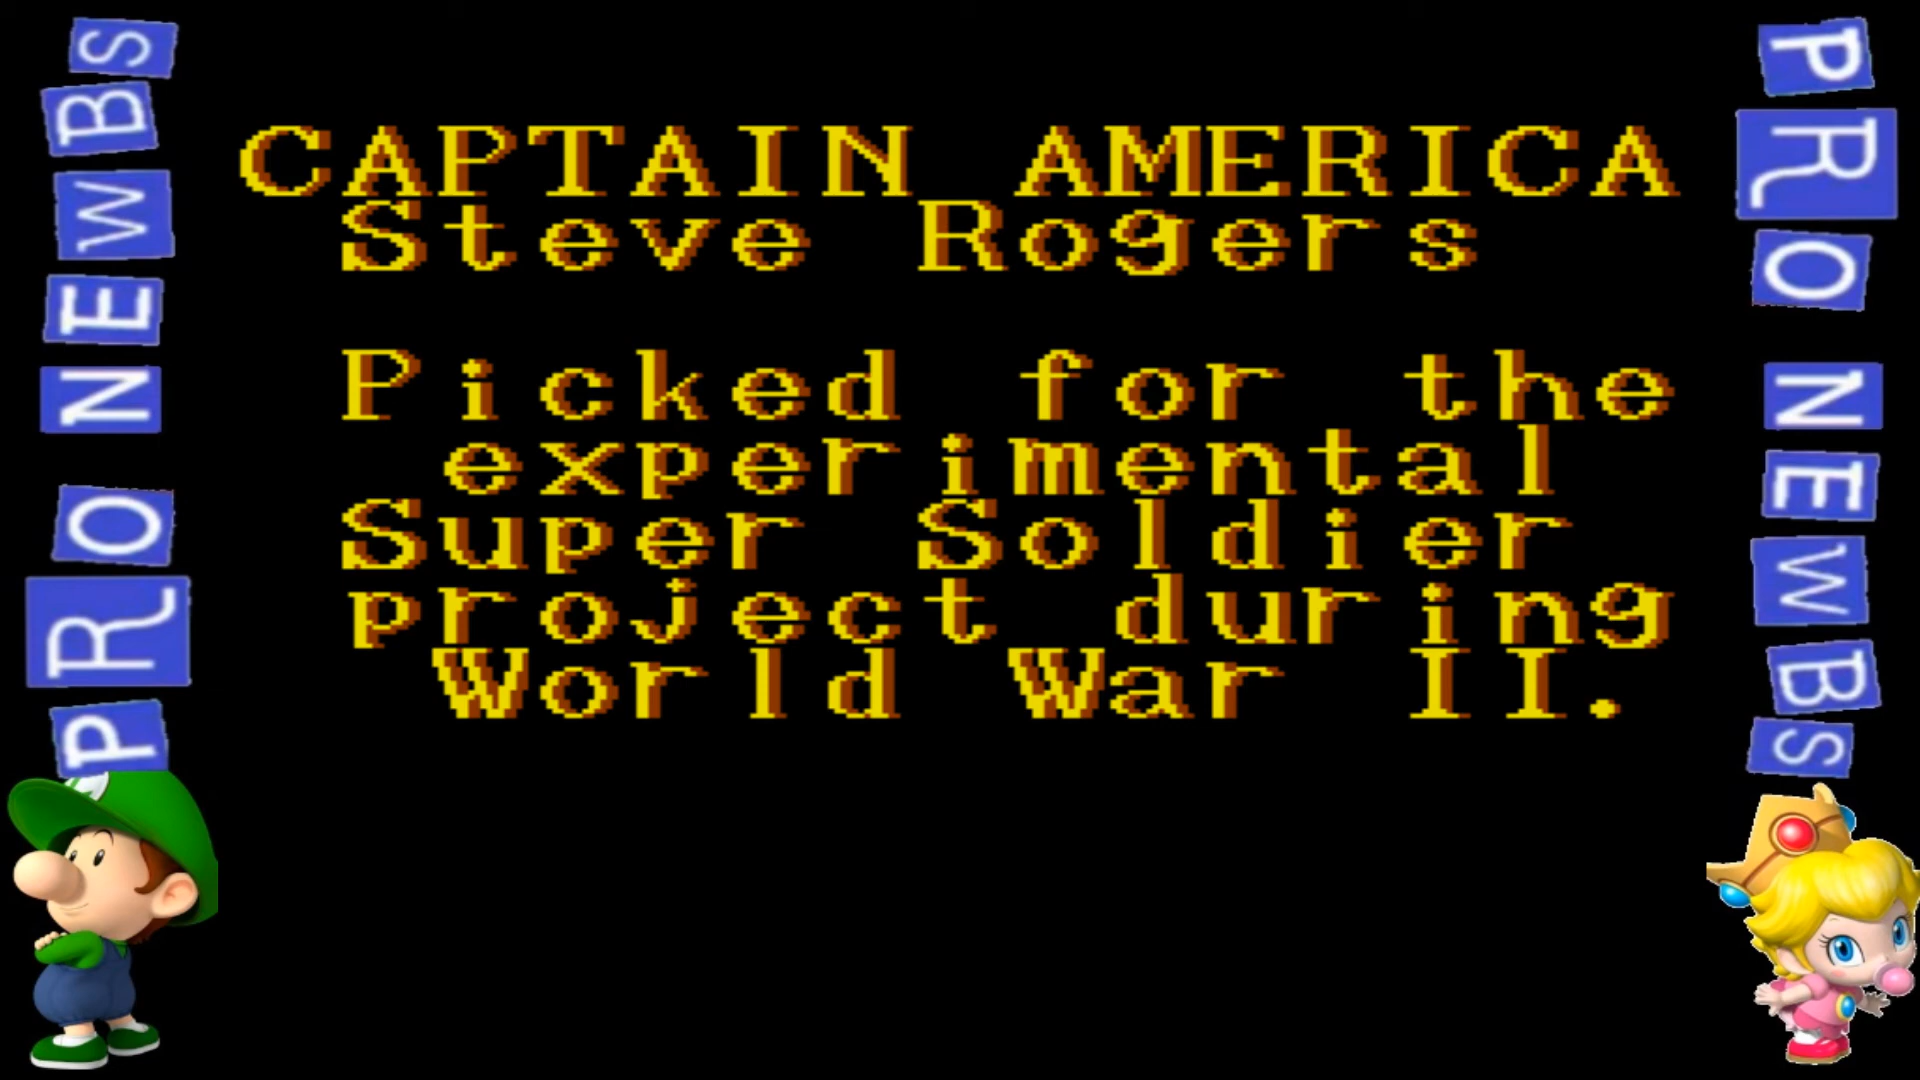 CAPTAIN AMERICA
Steve Rogers
Picked for the
experimental
Super Soldier
project during
World War II.
PRO NEWBS
PRO NEWBS